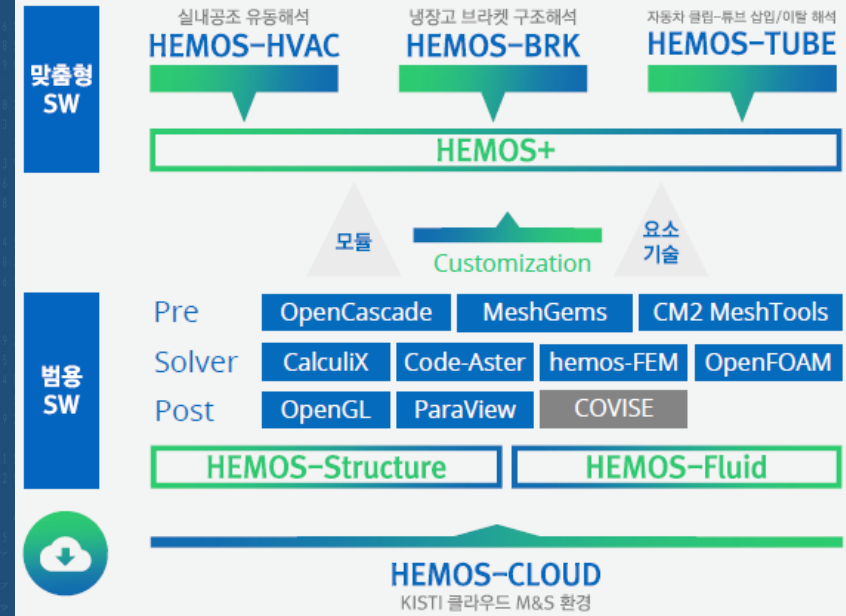 실내공조 유동해석
HEMOS-HVAC
냉장고 브라켓 구조해석
HEMOS-BRK
자동차 클립-튜브 삽입/이탈 해석
HEMOS-TUBE
맞춤형
SW
HEMOS+
모듈
Customization
요소
기술
범용
SW
Pre
OpenCascade
MeshGems
CM2 MeshTools
Solver
CalculiX
Code-Aster
hemos-FEM
OpenFOAM
Post
OpenGL
ParaView
COVISE
HEMOS-Structure
HEMOS-Fluid
HEMOS-CLOUD
KISTI 클라우드 M&S 환경